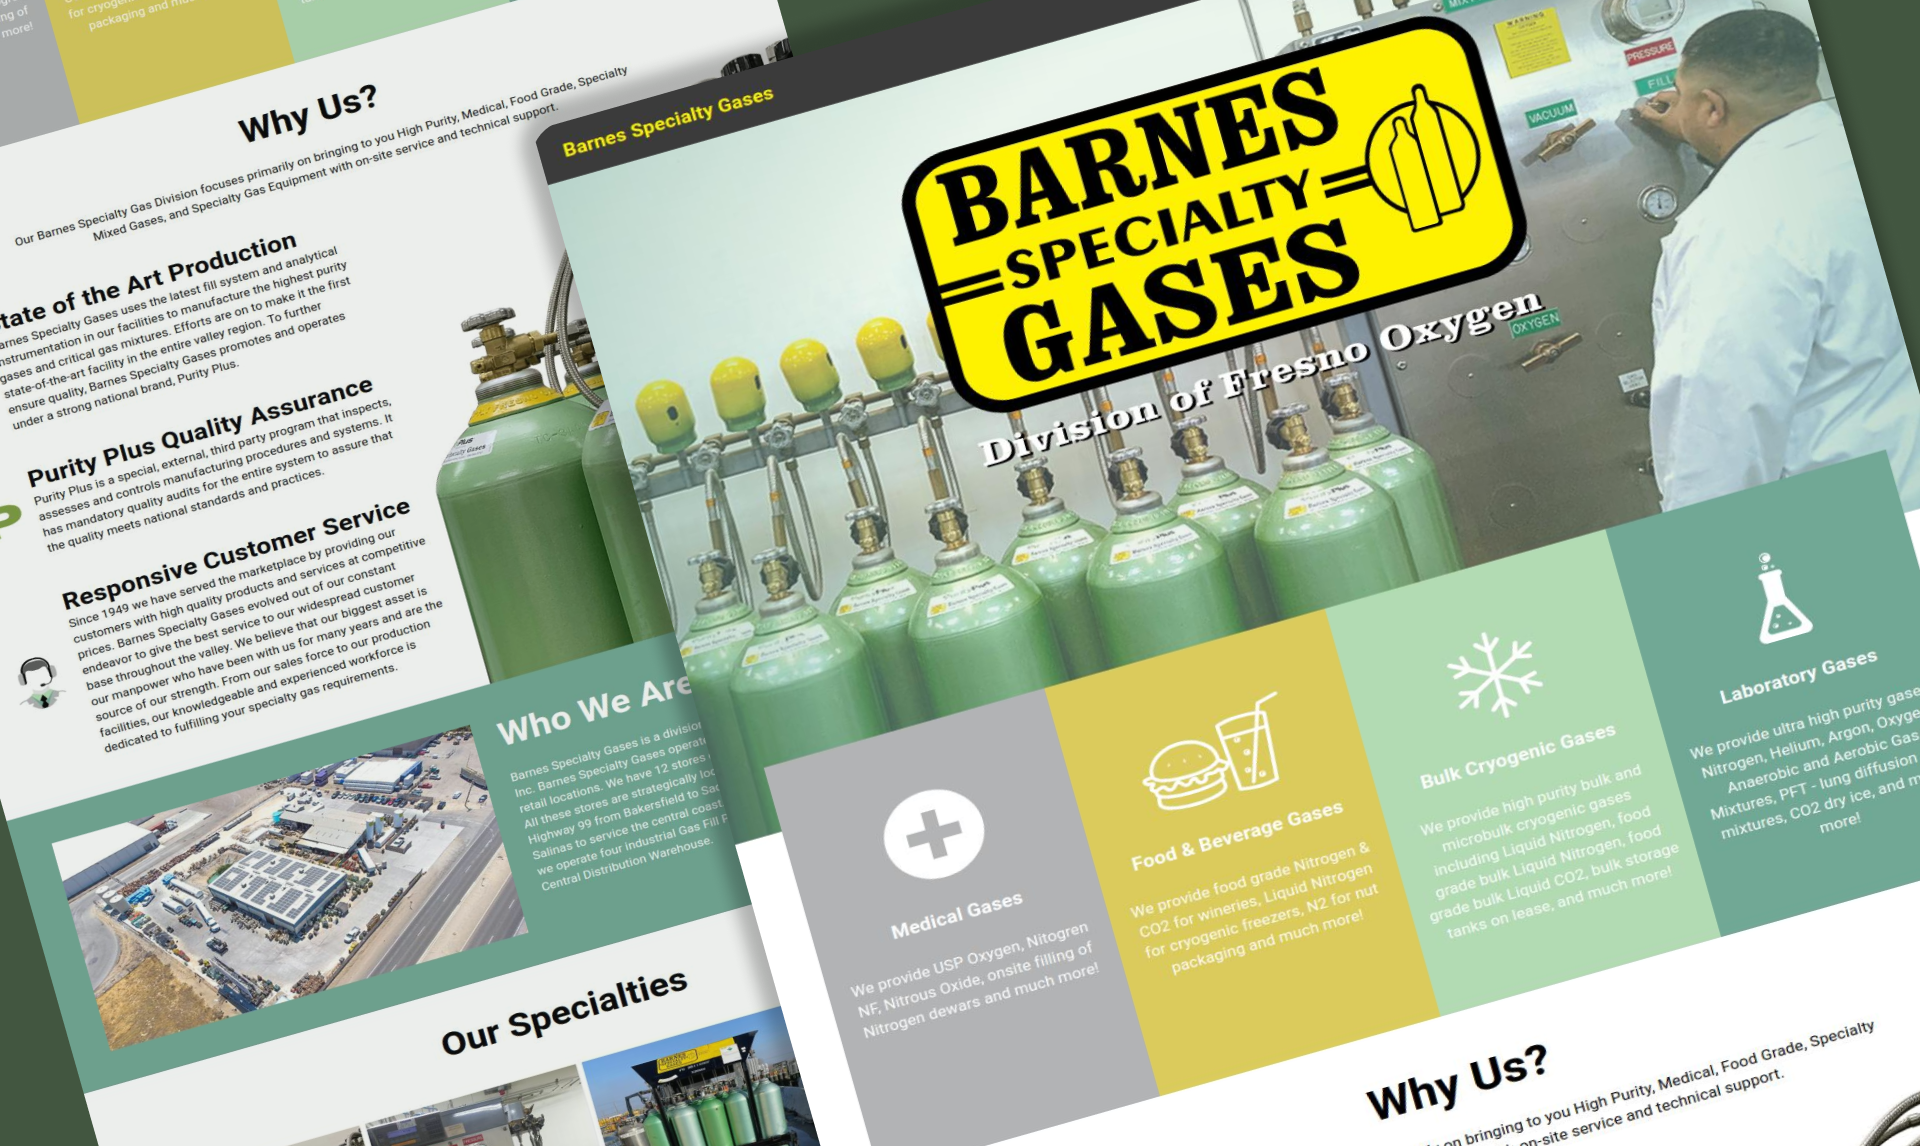 for cryogen
packaging and mu
ng of
more!
Why Us?
Our Barnes Specialty Gas Division focuses primarily on bringing to you High Purity, Medical, Food Grade, Specialty
Mixed Gases, and Specialty Gas Equipment with on-site service and technical support.
tate of the Art Production
arnes Specialty Gases uses the latest fill system and analytical
nstrumentation in our facilities to manufacture the highest purity
gases and critical gas mixtures. Efforts are on to make it the first
state-of-the-art facility in the entire valley region. To further
ensure quality, Barnes Specialty Gases promotes and operates
under a strong national brand, Purity Plus.
Purity Plus Quality Assurance
Purity Plus is a special, external, third party program that inspects,
assesses and controls manufacturing procedures and systems. It
has mandatory quality audits for the entire system to assure that
the quality meets national standards and practices.
Responsive Customer Service
Since 1949 we have served the marketplace by providing our
customers with high quality products and services at competitive
prices. Barnes Specialty Gases evolved out of our constant
endeavor to give the best service to our widespread customer
base throughout the valley. We believe that our biggest asset is
our manpower who have been with us for many years and are the
source of our strength. From our sales force to our production
facilities, our knowledgeable and experienced workforce is
dedicated to fulfilling your specialty gas requirements.
Who We Are
Barnes Specialty Gases is a division
Inc. Barnes Specialty Gases operat
retail locations. We have 12 stores
All these stores are strategically loc
Highway 99 from Bakersfield to Sac
Salinas to service the central coast
we operate four industrial Gas Fill P
Central Distribution Warehouse.
Our Specialties
BARNES
Barnes Specialty Gases
BARNES
SPECIALTY
GASES
Division of Fresno Oxygen
WARNING
PRESSURE
FILL
VACUUM
OXYGEN
Medical Gases
We provide USP Oxygen, Nitogren
NF, Nitrous Oxide, onsite filling of
Nitrogen dewars and much more!
Food & Beverage Gases
We provide food grade Nitrogen &
CO2 for wineries, Liquid Nitrogen
for cryogenic freezers, N2 for nut
packaging and much more!
Bulk Cryogenic Gases
We provide high purity bulk and
microbulk cryogenic gases
including Liquid Nitrogen, food
grade bulk Liquid Nitrogen, food
grade bulk Liquid CO2, bulk storage
tanks on lease, and much more!
Laboratory Gases
We provide ultra high purity gase
Nitrogen, Helium, Argon, Oxyge
Anaerobic and Aerobic Gas
Mixtures, PFT - lung diffusion
mixtures, CO2 dry ice, and m
more!
Why Us?
on bringing to you High Purity, Medical, Food Grade, Specialty
on-site service and technical support.